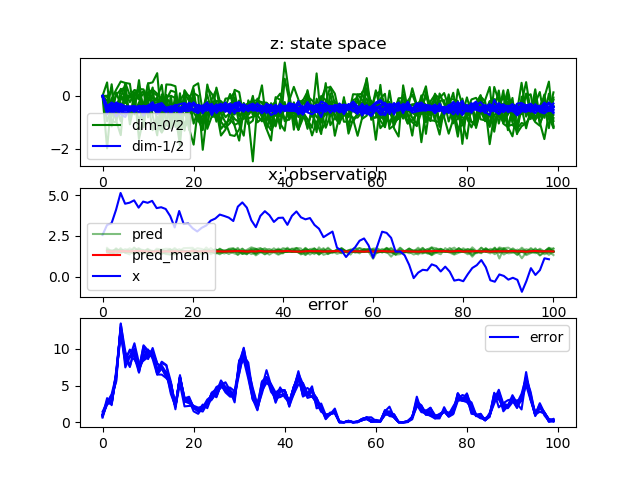 z: state space
0
−2
dim-0/2
dim-1/2
0 20 40 60 80 100
x: observation
5.0
2.5
0.0
pred
pred_mean
x
0 20 40 60 80 100
error
10
5
0
error
0 20 40 60 80 100